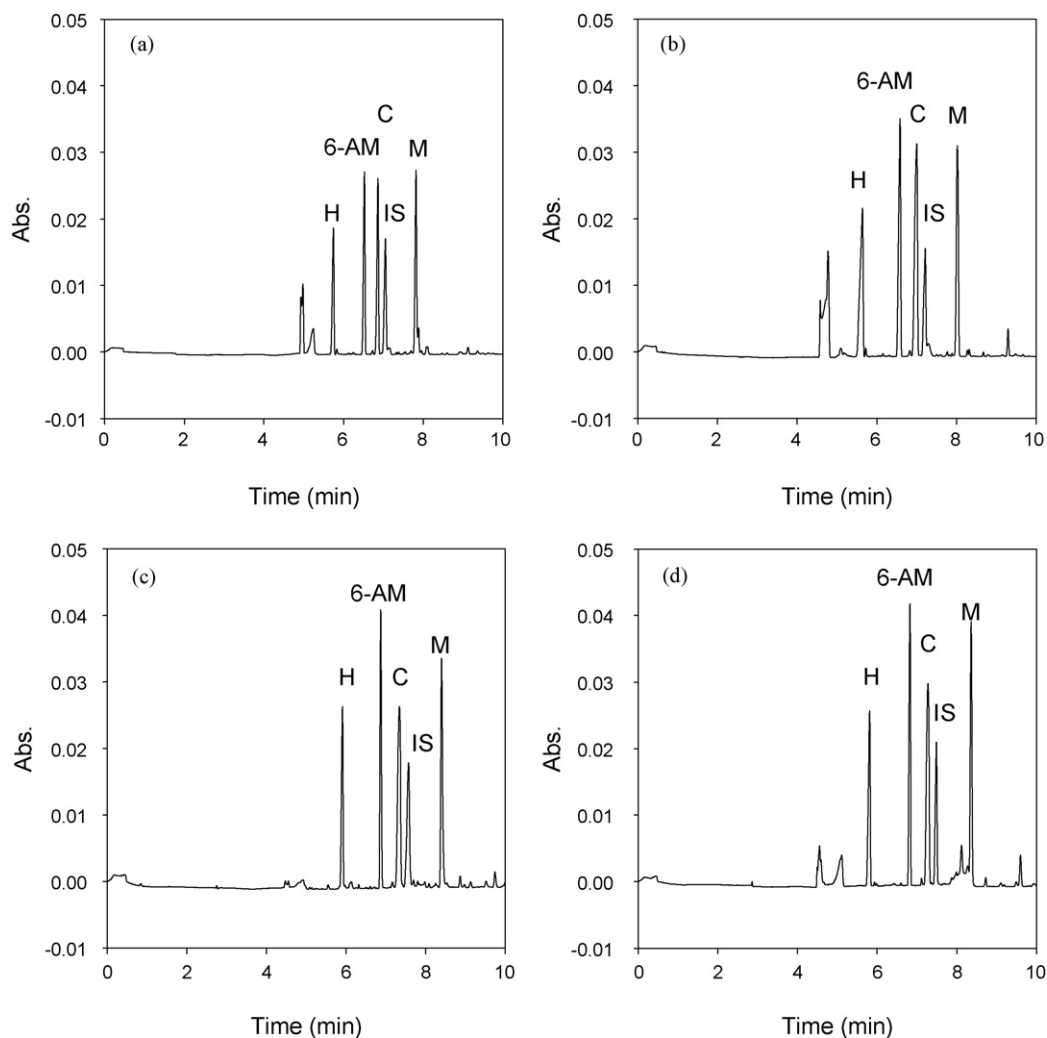 0.05
(a)
0.04
C
0.03
6-AM
M
H
0.02
IS
Abs.
0.01
0.00
-0.01
0 2 4 6 8 10
Time (min)
0.05
(b)
6-AM
0.04
C
M
0.03
H
0.02
IS
Abs.
0.01
0.00
-0.01
0 2 4 6 8 10
Time (min)
0.05
(c)
6-AM
0.04
M
H
C
0.03
IS
0.02
Abs.
0.01
0.00
-0.01
0 2 4 6 8 10
Time (min)
0.05
(d)
6-AM
0.04
M
C
H
0.03
IS
0.02
Abs.
0.01
0.00
-0.01
0 2 4 6 8 10
Time (min)